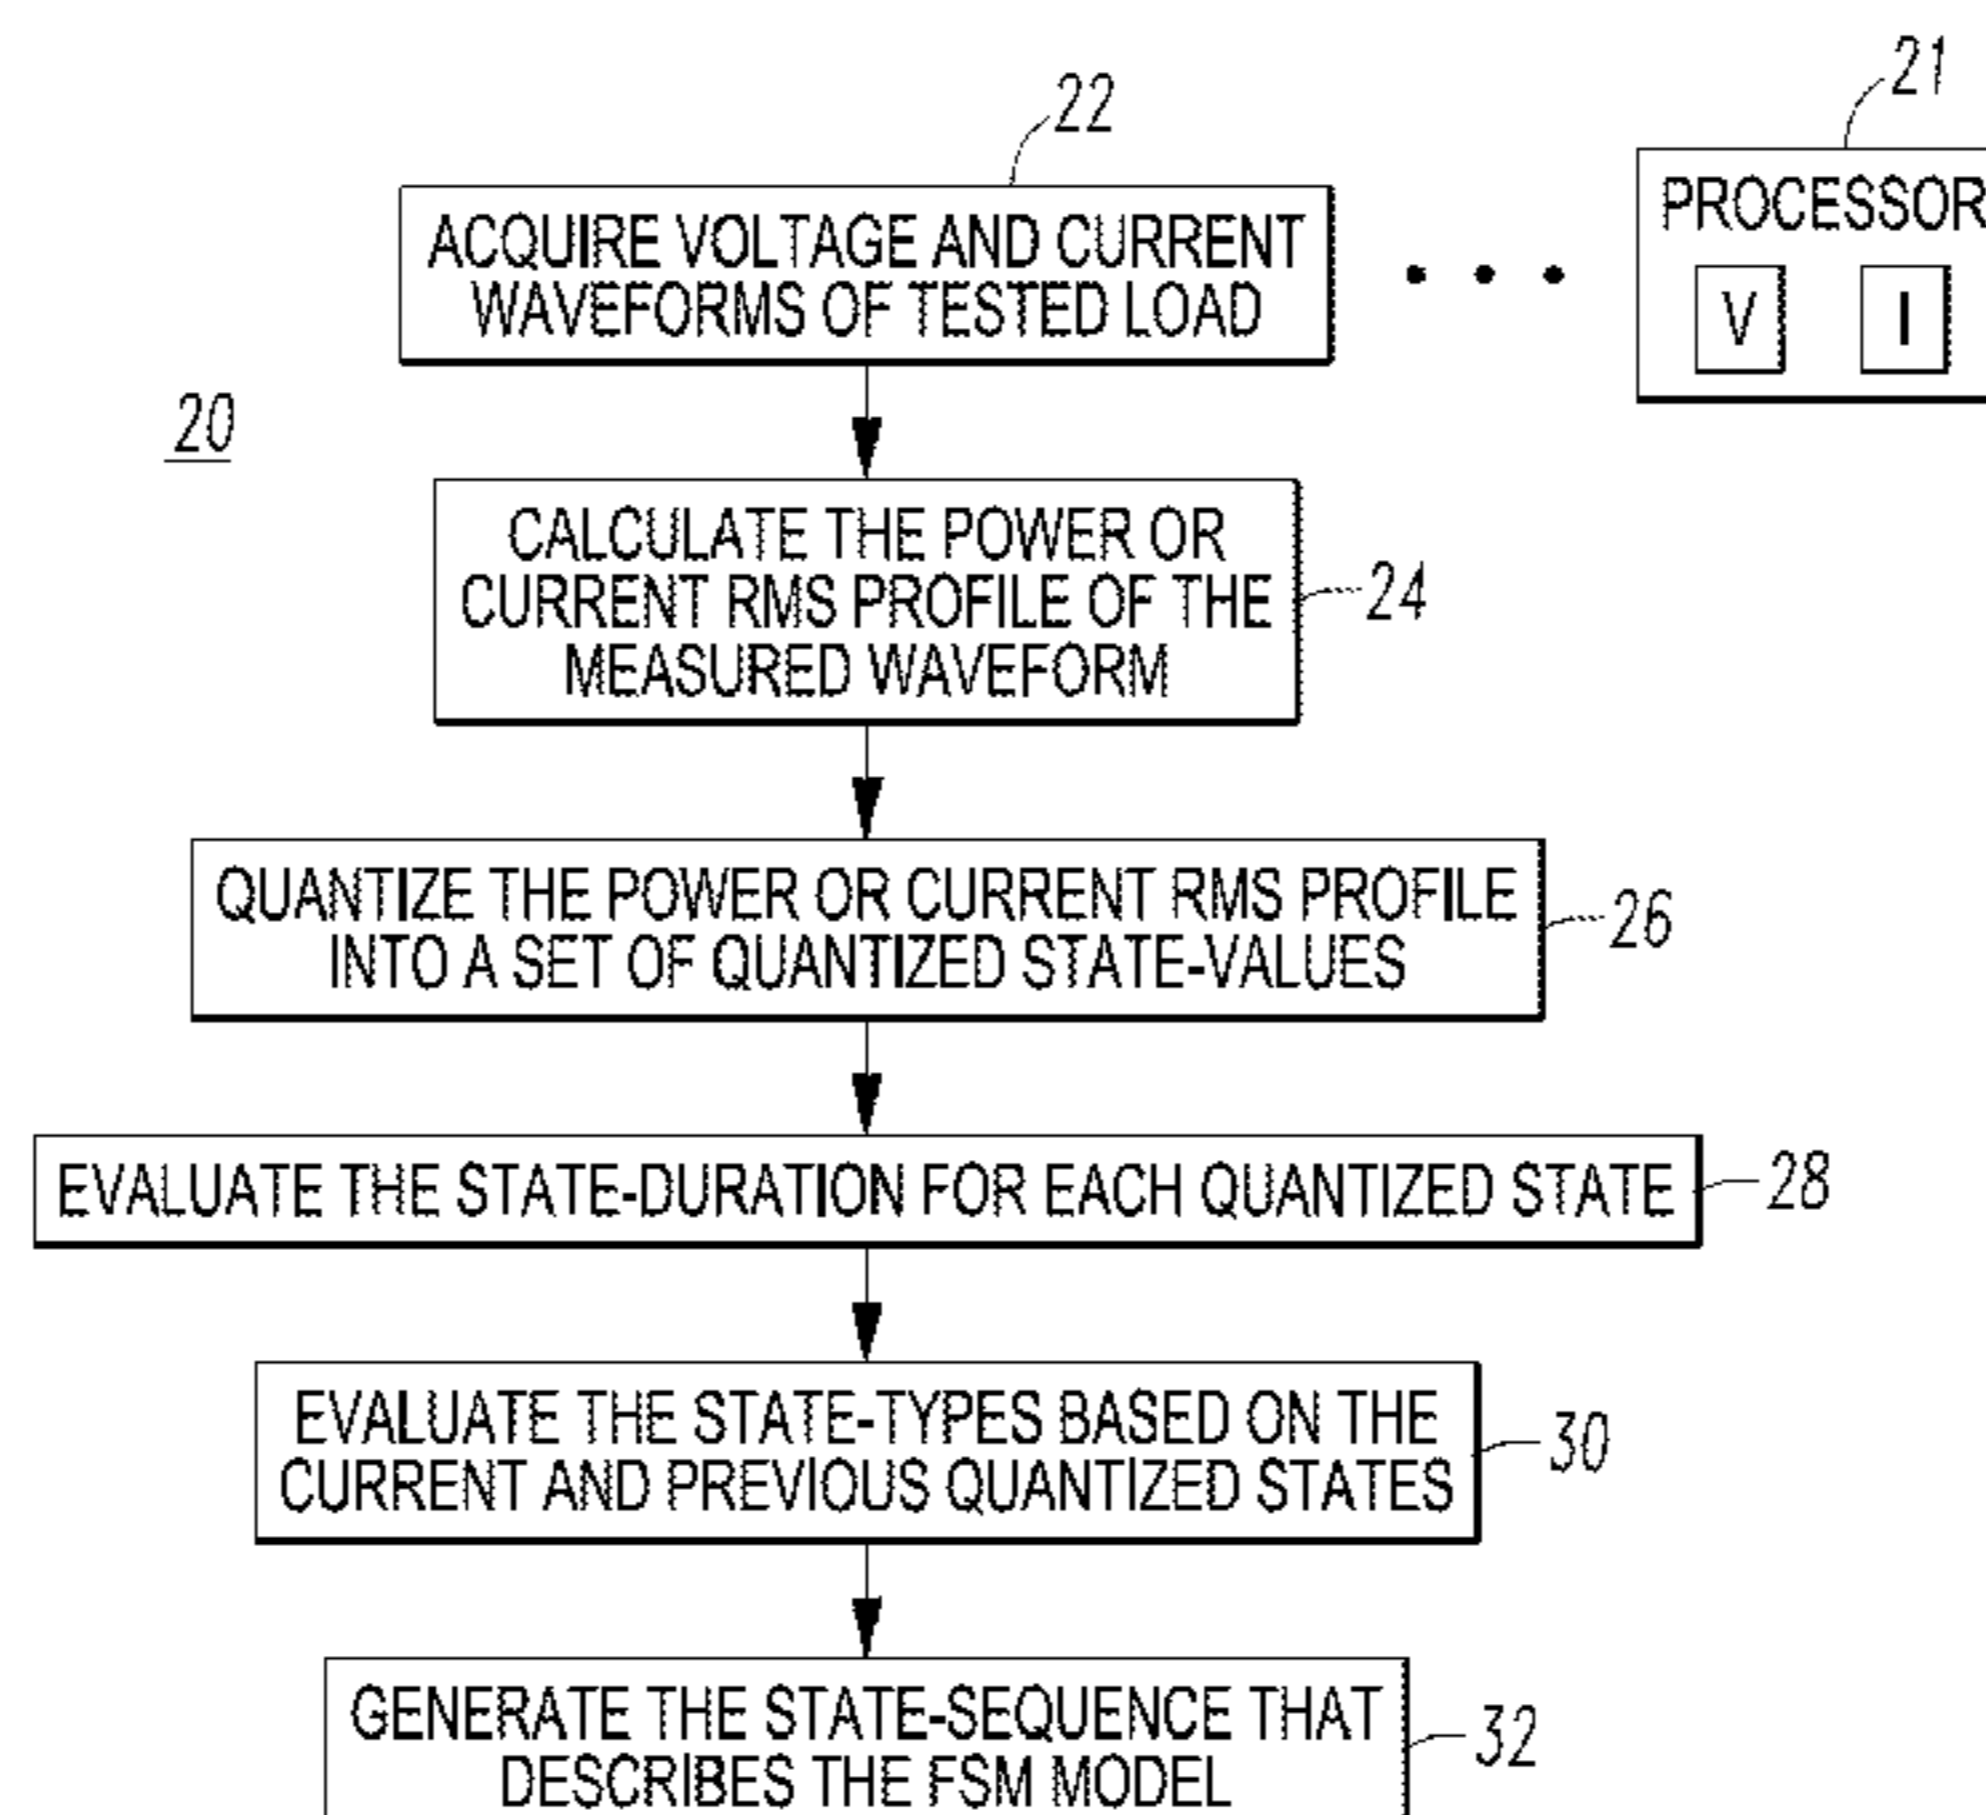 22
21
ACQUIRE VOLTAGE AND CURRENT
WAVEFORMS OF TESTED LOAD
PROCESSOR
V
I
20
CALCULATE THE POWER OR
CURRENT RMS PROFILE OF THE
MEASURED WAVEFORM
24
QUANTIZE THE POWER OR CURRENT RMS PROFILE
INTO A SET OF QUANTIZED STATE-VALUES
26
EVALUATE THE STATE-DURATION FOR EACH QUANTIZED STATE
28
EVALUATE THE STATE-TYPES BASED ON THE
CURRENT AND PREVIOUS QUANTIZED STATES
30
GENERATE THE STATE-SEQUENCE THAT
DESCRIBES THE FSM MODEL
32